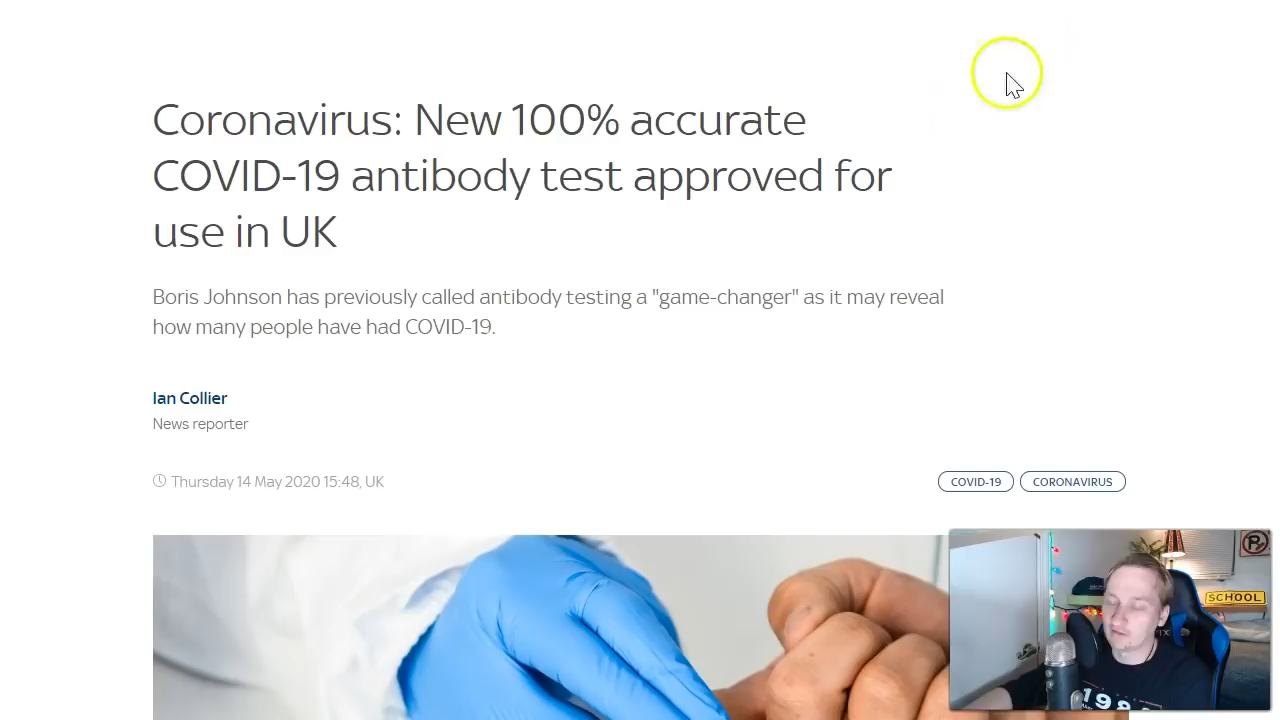 Coronavirus: New 100% accurate
COVID-19 antibody test approved for
use in UK
Boris Johnson has previously called antibody testing a "game-changer" as it may reveal
how many people have had COVID-19.
Ian Collier
News reporter
Thursday 14 May 2020 15:48, UK
COVID-19
CORONAVIRUS
SCHOOL